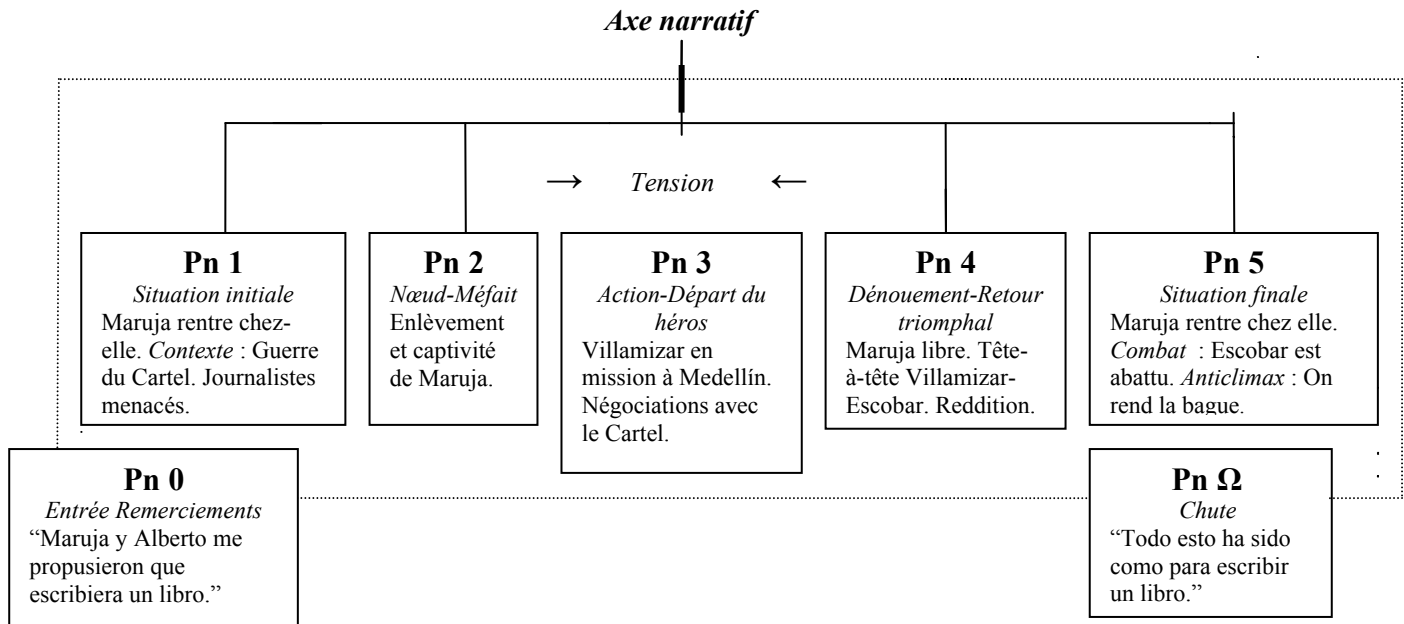 Axe narratif
→ Tension ←
Pn 1
Situation initiale
Maruja rentre chez-
elle. Contexte : Guerre
du Cartel. Journalistes
menacés.
Pn 2
Nœud-Méfait
Enlèvement
et captivité
de Maruja.
Pn 3
Action-Départ du
héros
Villamizar en
mission à Medellín.
Négociations avec
le Cartel.
Pn 4
Dénouement-Retour
triomphal
Maruja libre. Tête-
à-tête Villamizar-
Escobar. Reddition.
Pn 5
Situation finale
Maruja rentre chez elle.
Combat : Escobar est
abattu. Anticlimax : On
rend la bague.
Pn 0
Entrée Remerciements
“Maruja y Alberto me
propusieron que
escribiera un libro.”
Pn Ω
Chute
“Todo esto ha sido
como para escribir
un libro.”